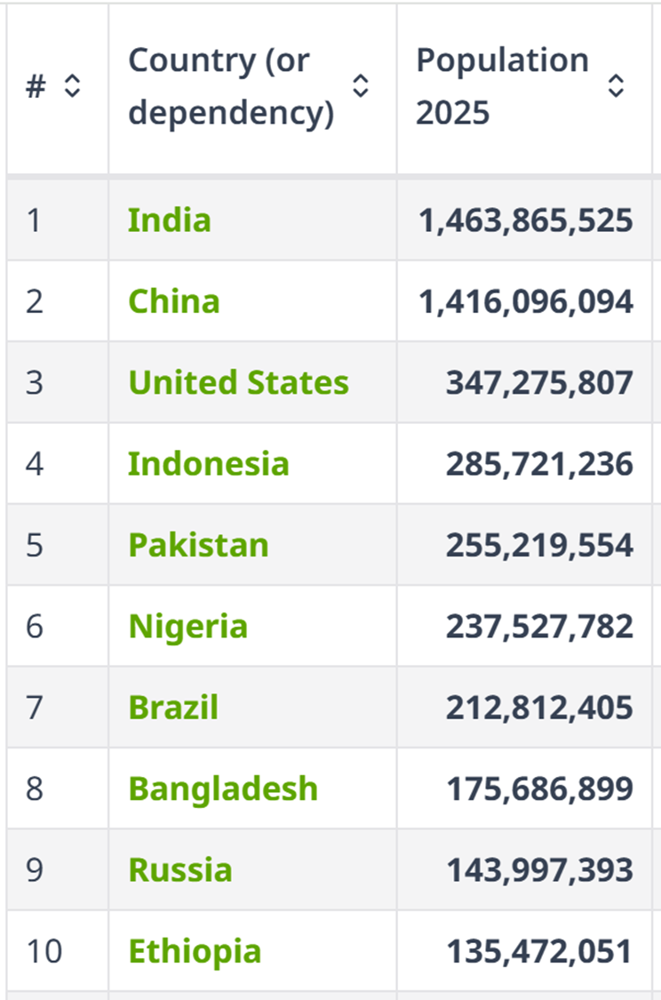 # Country (or dependency) Population 2025
1 India 1,463,865,525
2 China 1,416,096,094
3 United States 347,275,807
4 Indonesia 285,721,236
5 Pakistan 255,219,554
6 Nigeria 237,527,782
7 Brazil 212,812,405
8 Bangladesh 175,686,899
9 Russia 143,997,393
10 Ethiopia 135,472,051